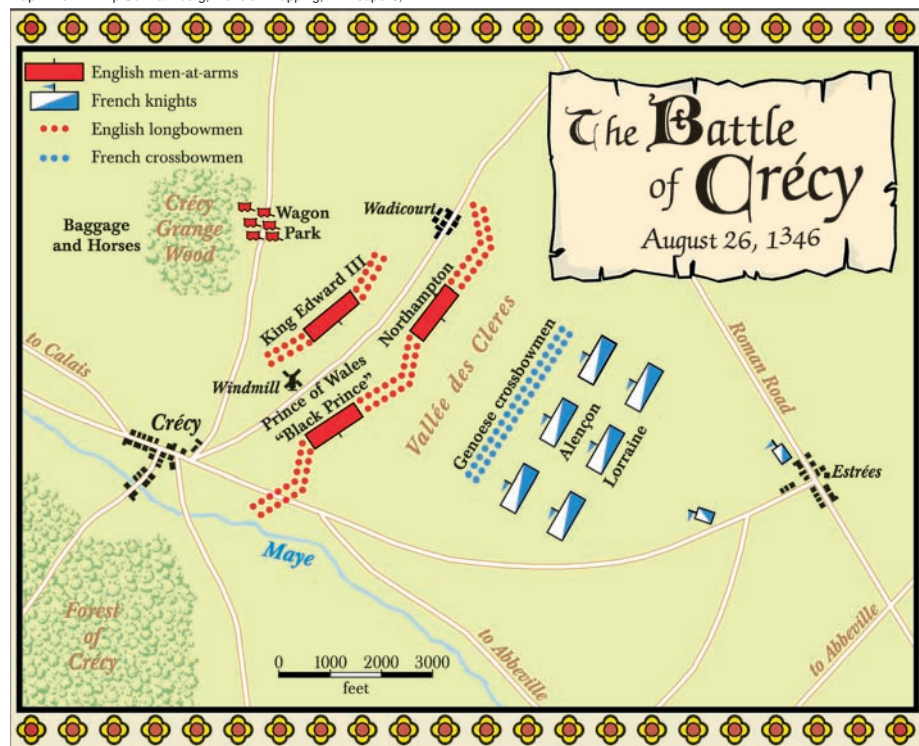 English men-at-arms
French knights
English longbowmen
French crossbowmen
The Battle
of Crécy
August 26, 1346
Baggage
and Horses
Crécy
Grange
Wood
Wagon
Park
Wadicourt
King Edward III
Northampton
Windmill
Prince of Wales
"Black Prince"
Vallée des Cleres
Genoese crossbowmen
Alençon
Lorraine
Roman Road
Estrées
to Calais
Crécy
Maye
Forest
of
Crécy
0 1000 2000 3000
feet
to Abbeville
to Abbeville